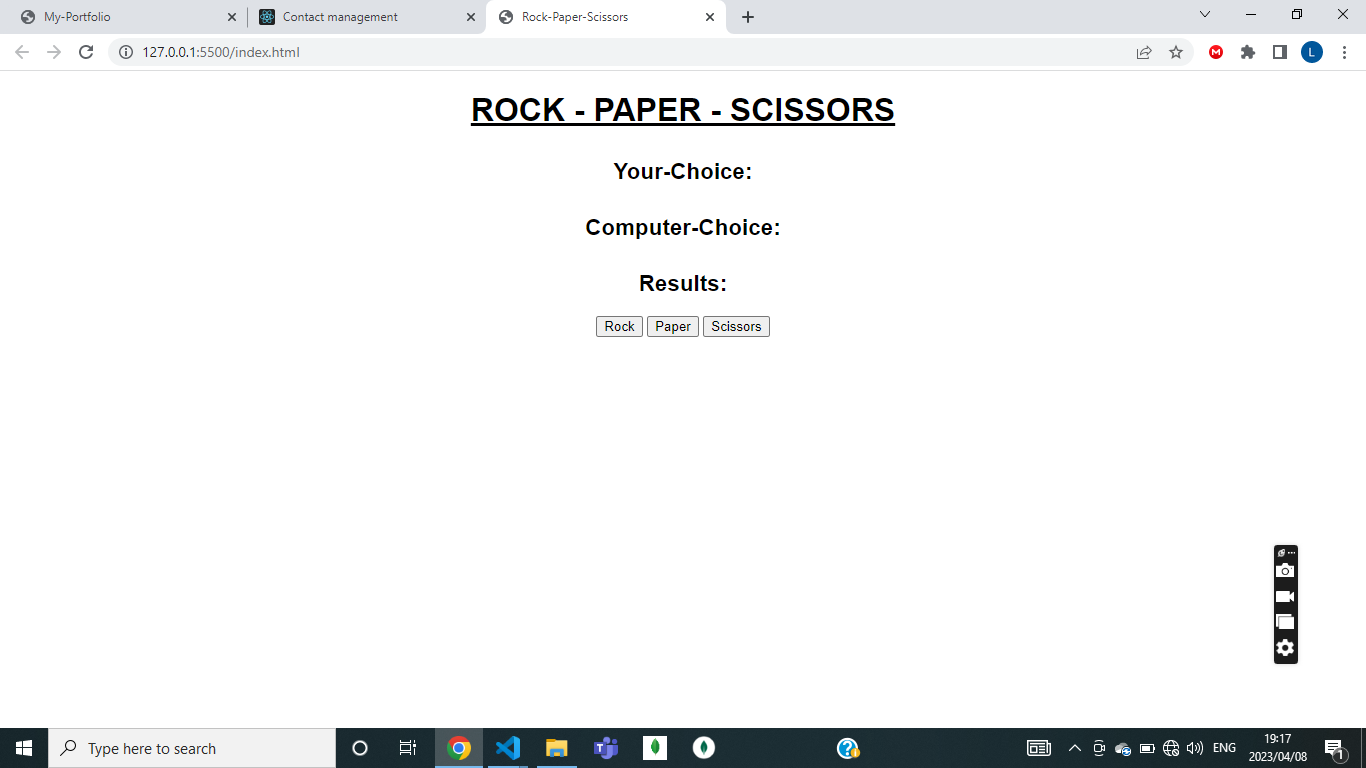 My-Portfolio
Contact management
Rock-Paper-Scissors
127.0.0.1:5500/index.html
L
ROCK - PAPER - SCISSORS
Your-Choice:
Computer-Choice:
Results:
Rock Paper Scissors
Type here to search
ENG
19:17
2023/04/08
1